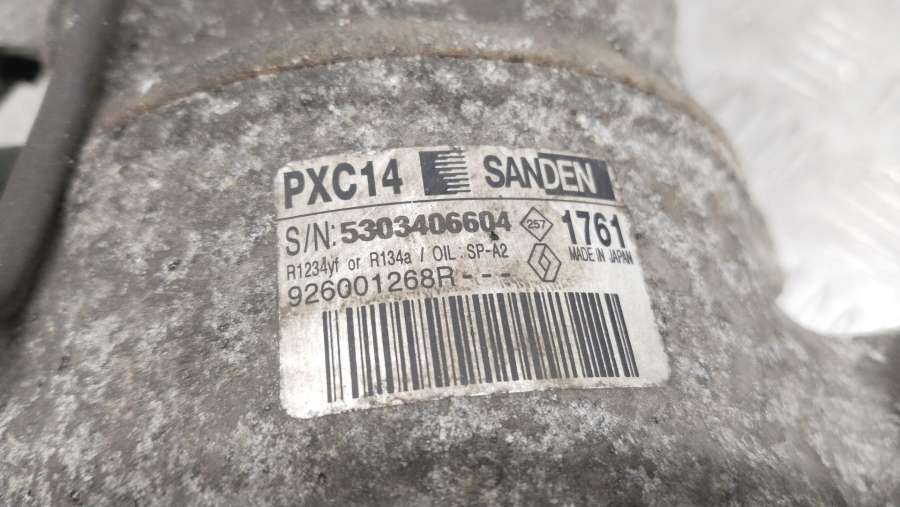 PXC14 SANDEN
S/N: 5303406604 257 1761
R1234yf or R134a / OIL : SP-A2 MADE IN JAPAN
926001268R---